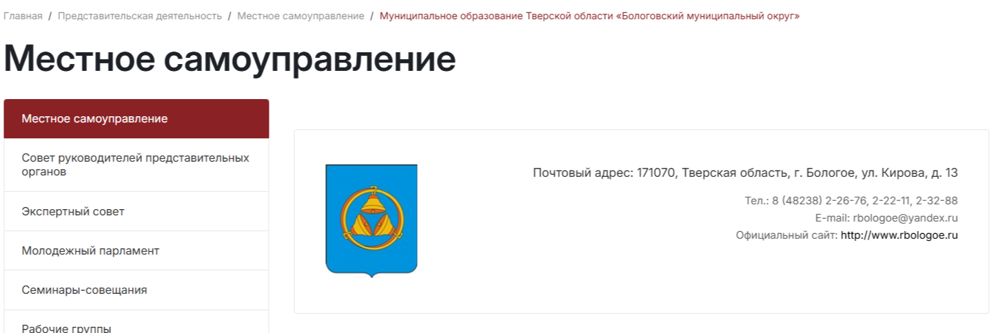 Главная / Представительская деятельность / Местное самоуправление / Муниципальное образование Тверской области «Бологовский муниципальный округ»
Местное самоуправление
Местное самоуправление
Совет руководителей представительных
органов
Экспертный совет
Молодежный парламент
Семинары-совещания
Рабочие группы
Почтовый адрес: 171070, Тверская область, г. Бологое, ул. Кирова, д. 13
Тел.: 8 (48238) 2-26-76, 2-22-11, 2-32-88
E-mail: rbologoe@yandex.ru
Официальный сайт: http://www.rbologoe.ru